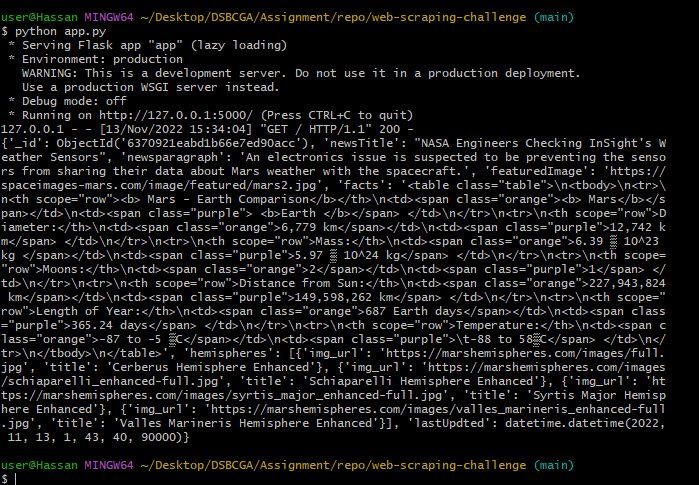 user@Hassan MINGW64 ~/Desktop/DSBCGA/Assignment/repo/web-scraping-challenge (main)
$ python app.py
 * Serving Flask app "app" (lazy loading)
 * Environment: production
   WARNING: This is a development server. Do not use it in a production deployment.
   Use a production WSGI server instead.
 * Debug mode: off
 * Running on http://127.0.0.1:5000/ (Press CTRL+C to quit)
127.0.0.1 - - [13/Nov/2022 15:34:04] "GET / HTTP/1.1" 200 -
{'_id': ObjectId('6370921eabd1b66e7ed90acc'), 'newsTitle': "NASA Engineers Checking InSight's W
eather Sensors", 'newsparagraph': 'An electronics issue is suspected to be preventing the senso
rs from sharing their data about Mars weather with the spacecraft.', 'featuredImage': 'https://
spaceimages-mars.com/image/featured/mars2.jpg', 'facts': '<table class="table">\n<tbody>\n<tr>\
n<th scope="row"><b> Mars - Earth Comparison</b></th>\n<td><span class="orange"><b> Mars</b></s
pan></td>\n<td><span class="purple"> <b>Earth </b></span> </td>\n</tr>\n<tr>\n<th scope="row">D
iameter:</th>\n<td><span class="orange">6,779 km</span></td>\n<td><span class="purple">12,742 k
m</span> </td>\n</tr>\n<tr>\n<th scope="row">Mass:</th>\n<td><span class="orange">6.39 ▒ 10^23
kg </span></td>\n<td><span class="purple">5.97 ▒ 10^24 kg</span> </td>\n</tr>\n<tr>\n<th scope=
"row">Moons:</th>\n<td><span class="orange">2</span></td>\n<td><span class="purple">1</span> </
td>\n</tr>\n<tr>\n<th scope="row">Distance from Sun:</th>\n<td><span class="orange">227,943,824
 km</span></td>\n<td><span class="purple">149,598,262 km</span> </td>\n</tr>\n<tr>\n<th scope="
row">Length of Year:</th>\n<td><span class="orange">687 Earth days</span></td>\n<td><span class
="purple">365.24 days</span> </td>\n</tr>\n<tr>\n<th scope="row">Temperature:</th>\n<td><span c
lass="orange">-87 to -5 ▒C</span></td>\n<td><span class="purple">\t-88 to 58▒C</span> </td>\n</
tr>\n</tbody>\n</table>', 'hemispheres': [{'img_url': 'https://marshemispheres.com/images/full.
jpg', 'title': 'Cerberus Hemisphere Enhanced'}, {'img_url': 'https://marshemispheres.com/images
/schiaparelli_enhanced-full.jpg', 'title': 'Schiaparelli Hemisphere Enhanced'}, {'img_url': 'ht
tps://marshemispheres.com/images/syrtis_major_enhanced-full.jpg', 'title': 'Syrtis Major Hemisp
here Enhanced'}, {'img_url': 'https://marshemispheres.com/images/valles_marineris_enhanced-full
.jpg', 'title': 'Valles Marineris Hemisphere Enhanced'}], 'lastUpdted': datetime.datetime(2022,
 11, 13, 1, 43, 40, 90000)}
user@Hassan MINGW64 ~/Desktop/DSBCGA/Assignment/repo/web-scraping-challenge (main)
$